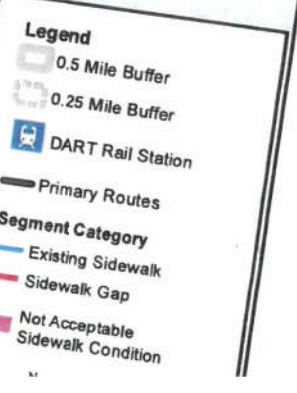 Legend
0.5 Mile Buffer
0.25 Mile Buffer
DART Rail Station
Primary Routes
Segment Category
Existing Sidewalk
Sidewalk Gap
Not Acceptable
Sidewalk Condition